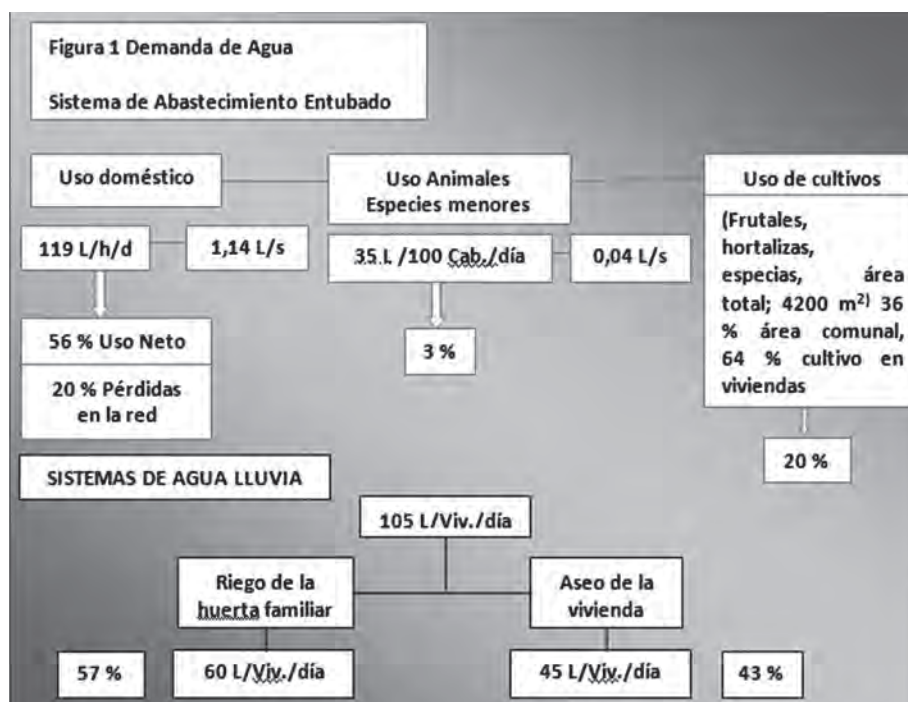 Figura 1 Demanda de Agua
Sistema de Abastecimiento Entubado
Uso doméstico
119 L/h/d
1,14 L/s
56 % Uso Neto
20 % Pérdidas
en la red
Uso Animales
Especies menores
35 L /100 Cab./día
0,04 L/s
3 %
Uso de cultivos
(Frutales,
hortalizas,
especias, área
total; 4200 m²⁾ 36
% área comunal,
64 % cultivo en
viviendas
20 %
SISTEMAS DE AGUA LLUVIA
105 L/Viv./día
Riego de la
huerta familiar
Aseo de la
vivienda
57 %
60 L/Viv./día
45 L/Viv./día
43 %